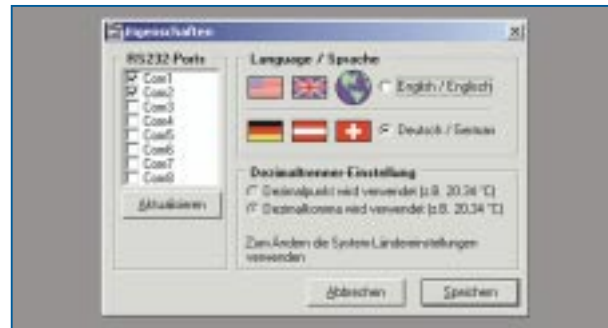 Eigenschaften
RS232-Ports
Com1
Com2
Com3
Com4
Com5
Com6
Com7
Com8
Aktualisieren
Language / Sprache
English / Englisch
Deutsch / German
Dezimaltrenner-Einstellung
Dezimalpunkt wird verwendet (z.B. 20.34 °C)
Dezimalkomma wird verwendet (z.B. 20,34 °C)
Zum Ändern die System-Ländereinstellungen
verwenden
Abbrechen
Speichern